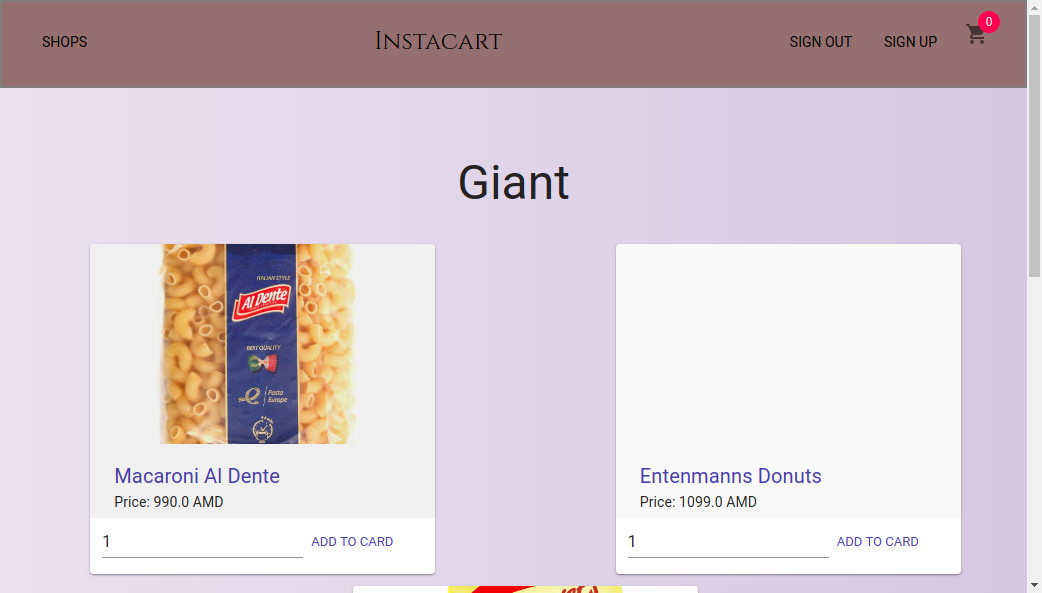 SHOPS
Instacart
SIGN OUT
SIGN UP
0
Giant
ITALIAN STYLE
Al Dente
BEST QUALITY
Pasta
Europe
Macaroni Al Dente
Price: 990.0 AMD
1
ADD TO CARD
Entenmanns Donuts
Price: 1099.0 AMD
1
ADD TO CARD